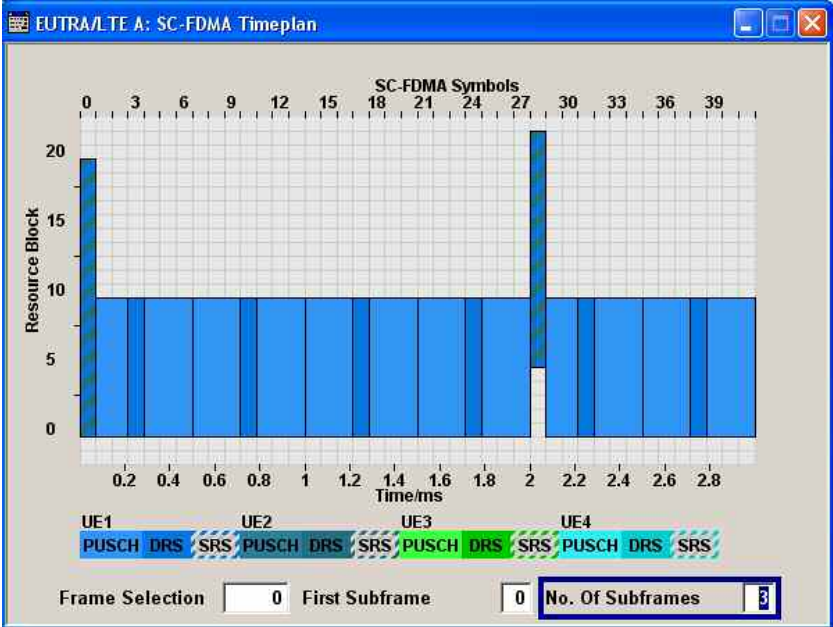 EUTRA/LTE A: SC-FDMA Timeplan
SC-FDMA Symbols
0 3 6 9 12 15 18 21 24 27 30 33 36 39
20
15
10
5
0
Resource Block
0.2 0.4 0.6 0.8 1 1.2 1.4 1.6 1.8 2 2.2 2.4 2.6 2.8
Time/ms
UE1 UE2 UE3 UE4
PUSCH DRS SRS PUSCH DRS SRS PUSCH DRS SRS PUSCH DRS SRS
Frame Selection 0 First Subframe 0 No. Of Subframes 3